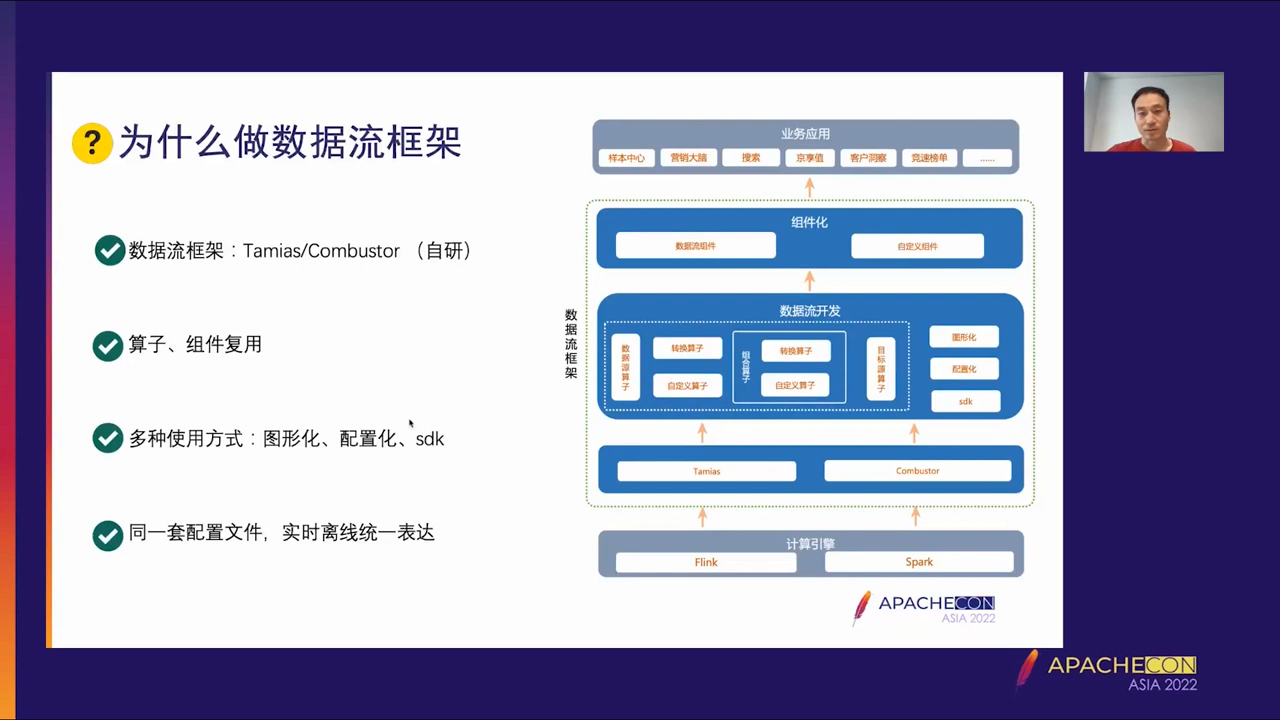 ? 为什么做数据流框架
数据流框架：Tamias/Combustor （自研）
算子、组件复用
多种使用方式：图形化、配置化、sdk
同一套配置文件，实时离线统一表达
业务应用
样本中心 营销大脑 搜索 京享值 客户洞察 竞速榜单 ......
数据流框架
组件化
数据流组件 自定义组件
数据流开发
数据源算子
转换算子
自定义算子
组合算子
转换算子
自定义算子
目标源算子
图形化
配置化
sdk
Tamias Combustor
计算引擎
Flink Spark
APACHECON
ASIA 2022
APACHECON
ASIA 2022